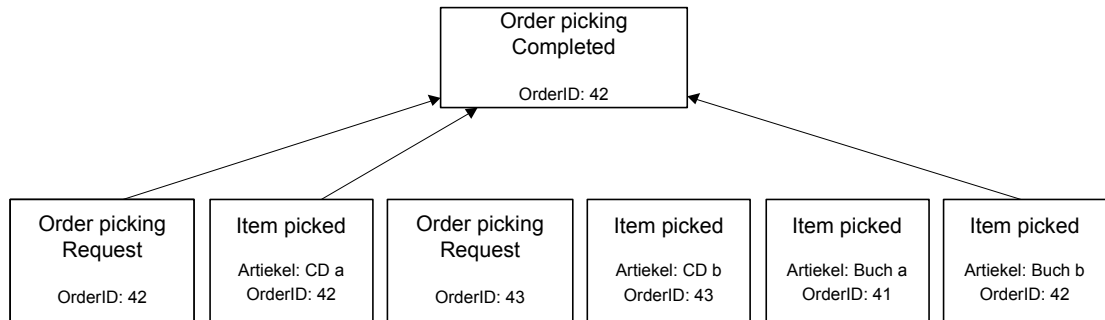 Order picking
Completed
OrderID: 42
Order picking
Request
OrderID: 42
Item picked
Artiekel: CD a
OrderID: 42
Order picking
Request
OrderID: 43
Item picked
Artiekel: CD b
OrderID: 43
Item picked
Artiekel: Buch a
OrderID: 41
Item picked
Artiekel: Buch b
OrderID: 42